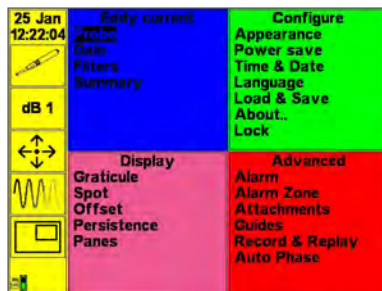 25 Jan
12:22:04
dB 1
Eddy current
Probe
Gain
Filters
Summary
Configure
Appearance
Power save
Time & Date
Language
Load & Save
About..
Lock
Display
Graticule
Spot
Offset
Persistence
Panes
Advanced
Alarm
Alarm Zone
Attachments
Guides
Record & Replay
Auto Phase